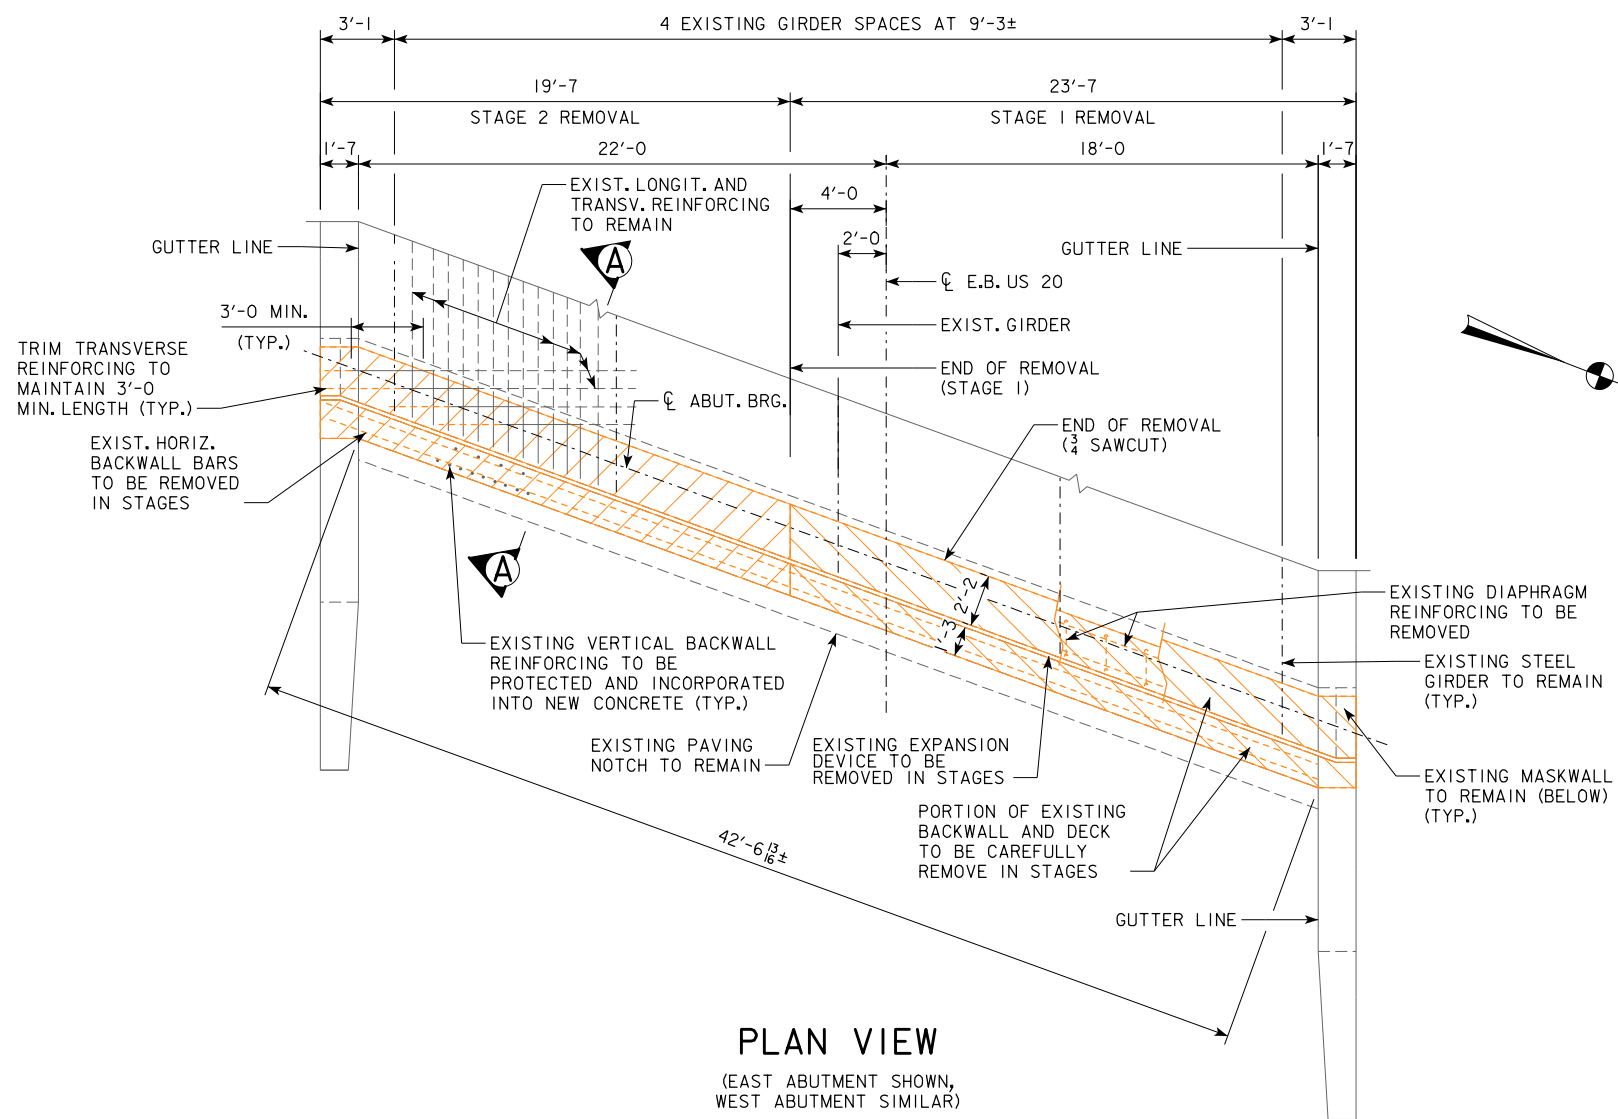 3'-1
4 EXISTING GIRDER SPACES AT 9'-3±
3'-1
19'-7
23'-7
STAGE 2 REMOVAL
STAGE 1 REMOVAL
1'-7
22'-0
18'-0
1'-7
EXIST. LONGIT. AND
TRANSV. REINFORCING
TO REMAIN
4'-0
2'-0
GUTTER LINE
A
GUTTER LINE
℄ E.B. US 20
3'-0 MIN.
(TYP.)
EXIST. GIRDER
TRIM TRANSVERSE
REINFORCING TO
MAINTAIN 3'-0
MIN. LENGTH (TYP.)
END OF REMOVAL
(STAGE 1)
℄ ABUT. BRG.
END OF REMOVAL
(3/4 SAWCUT)
EXIST. HORIZ.
BACKWALL BARS
TO BE REMOVED
IN STAGES
A
2'-2
1'-3
EXISTING DIAPHRAGM
REINFORCING TO BE
REMOVED
EXISTING VERTICAL BACKWALL
REINFORCING TO BE
PROTECTED AND INCORPORATED
INTO NEW CONCRETE (TYP.)
EXISTING STEEL
GIRDER TO REMAIN
(TYP.)
EXISTING PAVING
NOTCH TO REMAIN
EXISTING EXPANSION
DEVICE TO BE
REMOVED IN STAGES
EXISTING MASKWALL
TO REMAIN (BELOW)
(TYP.)
PORTION OF EXISTING
BACKWALL AND DECK
TO BE CAREFULLY
REMOVE IN STAGES
42'-6 13/16±
GUTTER LINE
PLAN VIEW
(EAST ABUTMENT SHOWN,
WEST ABUTMENT SIMILAR)